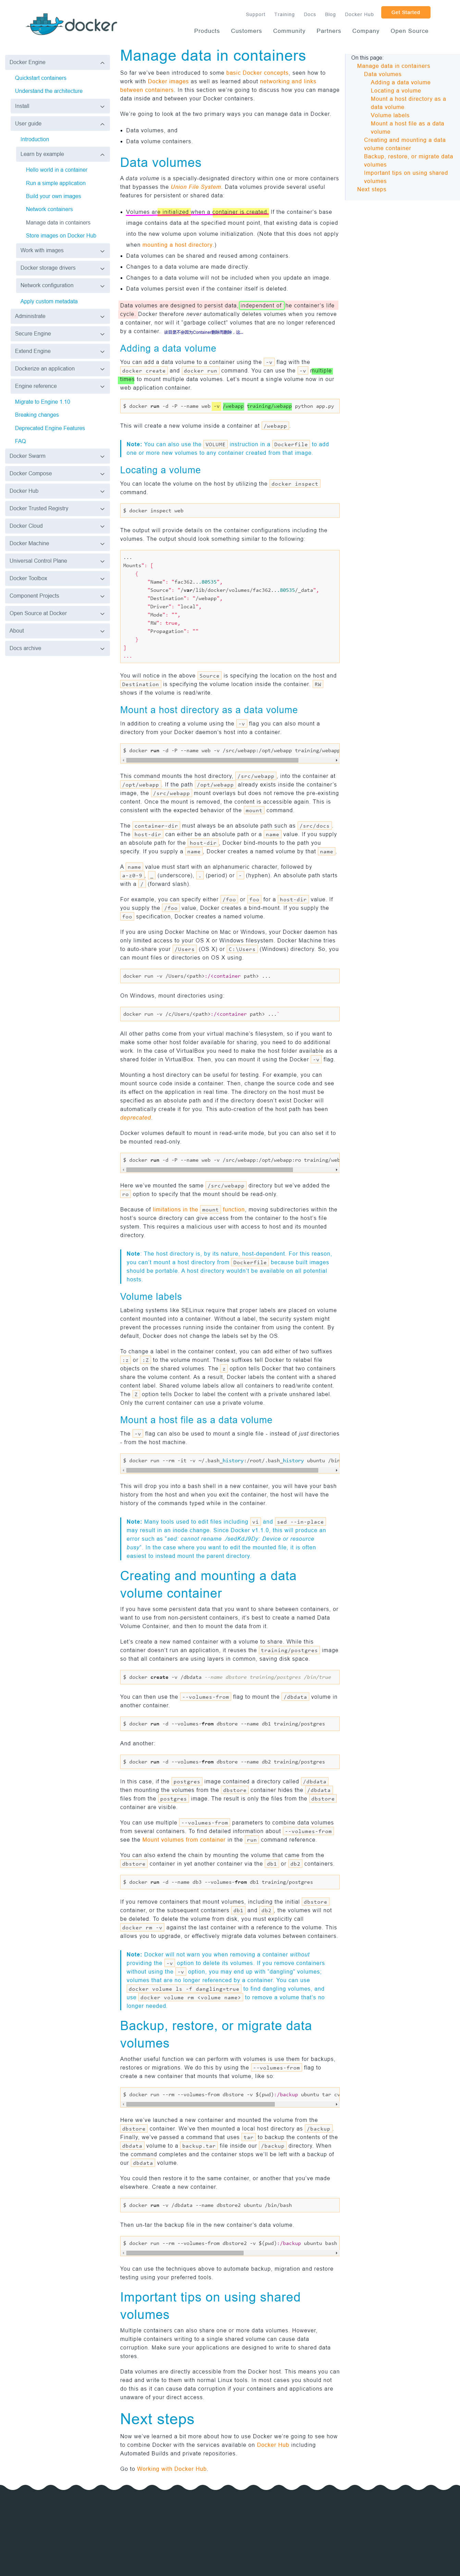 docker
Support Training Docs Blog Docker Hub Get Started
Products Customers Community Partners Company Open Source
Docker Engine
Quickstart containers
Understand the architecture
Install
User guide
Introduction
Learn by example
Hello world in a container
Run a simple application
Build your own images
Network containers
Manage data in containers
Store images on Docker Hub
Work with images
Docker storage drivers
Network configuration
Apply custom metadata
Administrate
Secure Engine
Extend Engine
Dockerize an application
Engine reference
Migrate to Engine 1.10
Breaking changes
Deprecated Engine Features
FAQ
Docker Swarm
Docker Compose
Docker Hub
Docker Trusted Registry
Docker Cloud
Docker Machine
Universal Control Plane
Docker Toolbox
Component Projects
Open Source at Docker
About
Docs archive
Manage data in containers
So far we've been introduced to some basic Docker concepts, seen how to
work with Docker images as well as learned about networking and links
between containers. In this section we're going to discuss how you can manage
data inside and between your Docker containers.
We're going to look at the two primary ways you can manage data in Docker.
Data volumes, and
Data volume containers.
Data volumes
A data volume is a specially-designated directory within one or more containers
that bypasses the Union File System. Data volumes provide several useful
features for persistent or shared data:
Volumes are initialized when a container is created. If the container's base
image contains data at the specified mount point, that existing data is copied
into the new volume upon volume initialization. (Note that this does not apply
when mounting a host directory.)
Data volumes can be shared and reused among containers.
Changes to a data volume are made directly.
Changes to a data volume will not be included when you update an image.
Data volumes persist even if the container itself is deleted.
Data volumes are designed to persist data, independent of the container's life
cycle. Docker therefore never automatically deletes volumes when you remove
a container, nor will it "garbage collect" volumes that are no longer referenced
by a container.
Adding a data volume
You can add a data volume to a container using the -v flag with the
docker create and docker run command. You can use the -v multiple
times to mount multiple data volumes. Let's mount a single volume now in our
web application container.
$ docker run -d -P --name web -v /webapp training/webapp python app.py
This will create a new volume inside a container at /webapp.
Note: You can also use the VOLUME instruction in a Dockerfile to add
one or more new volumes to any container created from that image.
Locating a volume
You can locate the volume on the host by utilizing the docker inspect
command.
$ docker inspect web
The output will provide details on the container configurations including the
volumes. The output should look something similar to the following:
...
Mounts": [
{
"Name": "fac362...80535",
"Source": "/var/lib/docker/volumes/fac362...80535/_data",
"Destination": "/webapp",
"Driver": "local",
"Mode": "",
"RW": true,
"Propagation": ""
}
]
...
You will notice in the above Source is specifying the location on the host and
Destination is specifying the volume location inside the container. RW
shows if the volume is read/write.
Mount a host directory as a data volume
In addition to creating a volume using the -v flag you can also mount a
directory from your Docker daemon's host into a container.
$ docker run -d -P --name web -v /src/webapp:/opt/webapp training/webapp
This command mounts the host directory, /src/webapp, into the container at
/opt/webapp. If the path /opt/webapp already exists inside the container's
image, the /src/webapp mount overlays but does not remove the pre-existing
content. Once the mount is removed, the content is accessible again. This is
consistent with the expected behavior of the mount command.
The container-dir must always be an absolute path such as /src/docs.
The host-dir can either be an absolute path or a name value. If you supply
an absolute path for the host-dir, Docker bind-mounts to the path you
specify. If you supply a name, Docker creates a named volume by that name.
A name value must start with an alphanumeric character, followed by
a-z0-9, _ (underscore), . (period) or - (hyphen). An absolute path starts
with a / (forward slash).
For example, you can specify either /foo or foo for a host-dir value. If
you supply the /foo value, Docker creates a bind-mount. If you supply the
foo specification, Docker creates a named volume.
If you are using Docker Machine on Mac or Windows, your Docker daemon has
only limited access to your OS X or Windows filesystem. Docker Machine tries
to auto-share your /Users (OS X) or C:\Users (Windows) directory. So, you
can mount files or directories on OS X using.
docker run -v /Users/<path>:/<container path> ...
On Windows, mount directories using:
docker run -v /c/Users/<path>:/<container path> ...`
All other paths come from your virtual machine's filesystem, so if you want to
make some other host folder available for sharing, you need to do additional
work. In the case of VirtualBox you need to make the host folder available as a
shared folder in VirtualBox. Then, you can mount it using the Docker -v flag.
Mounting a host directory can be useful for testing. For example, you can
mount source code inside a container. Then, change the source code and see
its effect on the application in real time. The directory on the host must be
specified as an absolute path and if the directory doesn't exist Docker will
automatically create it for you. This auto-creation of the host path has been
deprecated.
Docker volumes default to mount in read-write mode, but you can also set it to
be mounted read-only.
$ docker run -d -P --name web -v /src/webapp:/opt/webapp:ro training/web
Here we've mounted the same /src/webapp directory but we've added the
ro option to specify that the mount should be read-only.
Because of limitations in the mount function, moving subdirectories within the
host's source directory can give access from the container to the host's file
system. This requires a malicious user with access to host and its mounted
directory.
Note: The host directory is, by its nature, host-dependent. For this reason,
you can't mount a host directory from Dockerfile because built images
should be portable. A host directory wouldn't be available on all potential
hosts.
Volume labels
Labeling systems like SELinux require that proper labels are placed on volume
content mounted into a container. Without a label, the security system might
prevent the processes running inside the container from using the content. By
default, Docker does not change the labels set by the OS.
To change a label in the container context, you can add either of two suffixes
:z or :Z to the volume mount. These suffixes tell Docker to relabel file
objects on the shared volumes. The z option tells Docker that two containers
share the volume content. As a result, Docker labels the content with a shared
content label. Shared volume labels allow all containers to read/write content.
The Z option tells Docker to label the content with a private unshared label.
Only the current container can use a private volume.
Mount a host file as a data volume
The -v flag can also be used to mount a single file - instead of just directories
- from the host machine.
$ docker run --rm -it -v ~/.bash_history:/root/.bash_history ubuntu /bin
This will drop you into a bash shell in a new container, you will have your bash
history from the host and when you exit the container, the host will have the
history of the commands typed while in the container.
Note: Many tools used to edit files including vi and sed --in-place
may result in an inode change. Since Docker v1.1.0, this will produce an
error such as "sed: cannot rename ./sedKdJ9Dy: Device or resource
busy". In the case where you want to edit the mounted file, it is often
easiest to instead mount the parent directory.
Creating and mounting a data
volume container
If you have some persistent data that you want to share between containers, or
want to use from non-persistent containers, it's best to create a named Data
Volume Container, and then to mount the data from it.
Let's create a new named container with a volume to share. While this
container doesn't run an application, it reuses the training/postgres image
so that all containers are using layers in common, saving disk space.
$ docker create -v /dbdata --name dbstore training/postgres /bin/true
You can then use the --volumes-from flag to mount the /dbdata volume in
another container.
$ docker run -d --volumes-from dbstore --name db1 training/postgres
And another:
$ docker run -d --volumes-from dbstore --name db2 training/postgres
In this case, if the postgres image contained a directory called /dbdata
then mounting the volumes from the dbstore container hides the /dbdata
files from the postgres image. The result is only the files from the dbstore
container are visible.
You can use multiple --volumes-from parameters to combine data volumes
from several containers. To find detailed information about --volumes-from
see the Mount volumes from container in the run command reference.
You can also extend the chain by mounting the volume that came from the
dbstore container in yet another container via the db1 or db2 containers.
$ docker run -d --name db3 --volumes-from db1 training/postgres
If you remove containers that mount volumes, including the initial dbstore
container, or the subsequent containers db1 and db2, the volumes will not
be deleted. To delete the volume from disk, you must explicitly call
docker rm -v against the last container with a reference to the volume. This
allows you to upgrade, or effectively migrate data volumes between containers.
Note: Docker will not warn you when removing a container without
providing the -v option to delete its volumes. If you remove containers
without using the -v option, you may end up with "dangling" volumes;
volumes that are no longer referenced by a container. You can use
docker volume ls -f dangling=true to find dangling volumes, and
use docker volume rm <volume name> to remove a volume that's no
longer needed.
Backup, restore, or migrate data
volumes
Another useful function we can perform with volumes is use them for backups,
restores or migrations. We do this by using the --volumes-from flag to
create a new container that mounts that volume, like so:
$ docker run --rm --volumes-from dbstore -v $(pwd):/backup ubuntu tar cv
Here we've launched a new container and mounted the volume from the
dbstore container. We've then mounted a local host directory as /backup.
Finally, we've passed a command that uses tar to backup the contents of the
dbdata volume to a backup.tar file inside our /backup directory. When
the command completes and the container stops we'll be left with a backup of
our dbdata volume.
You could then restore it to the same container, or another that you've made
elsewhere. Create a new container.
$ docker run -v /dbdata --name dbstore2 ubuntu /bin/bash
Then un-tar the backup file in the new container's data volume.
$ docker run --rm --volumes-from dbstore2 -v $(pwd):/backup ubuntu bash
You can use the techniques above to automate backup, migration and restore
testing using your preferred tools.
Important tips on using shared
volumes
Multiple containers can also share one or more data volumes. However,
multiple containers writing to a single shared volume can cause data
corruption. Make sure your applications are designed to write to shared data
stores.
Data volumes are directly accessible from the Docker host. This means you can
read and write to them with normal Linux tools. In most cases you should not
do this as it can cause data corruption if your containers and applications are
unaware of your direct access.
Next steps
Now we've learned a bit more about how to use Docker we're going to see how
to combine Docker with the services available on Docker Hub including
Automated Builds and private repositories.
Go to Working with Docker Hub.
On this page:
Manage data in containers
Data volumes
Adding a data volume
Locating a volume
Mount a host directory as a
data volume
Volume labels
Mount a host file as a data
volume
Creating and mounting a data
volume container
Backup, restore, or migrate data
volumes
Important tips on using shared
volumes
Next steps